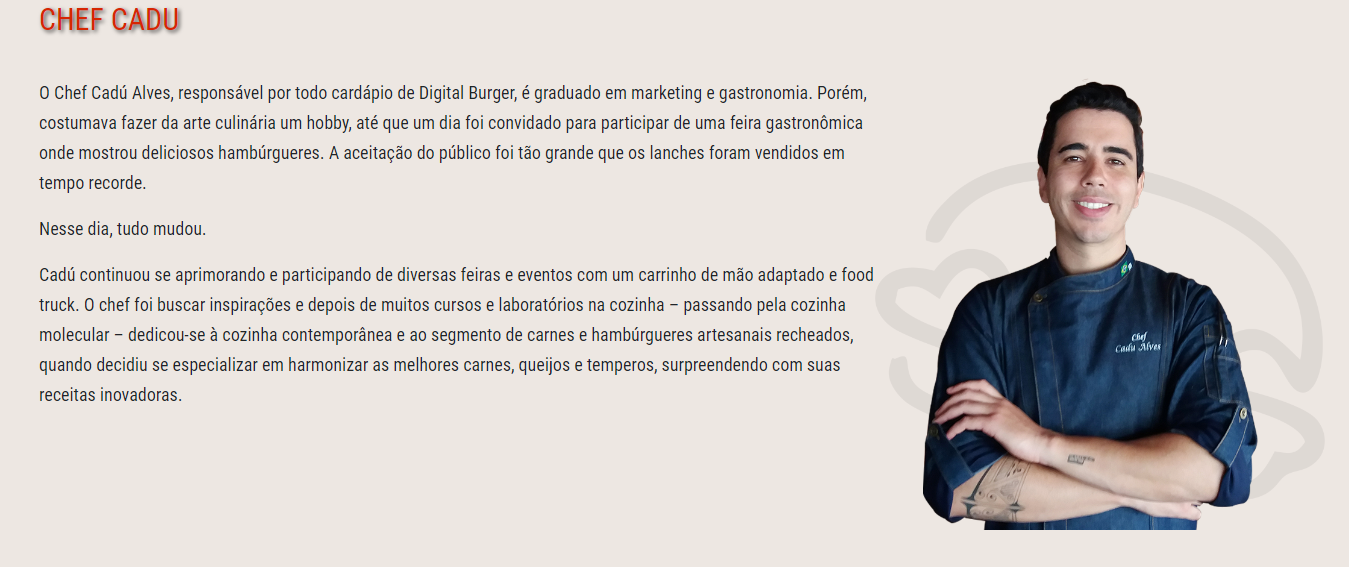 CHEF CADU
O Chef Cadú Alves, responsável por todo cardápio de Digital Burger, é graduado em marketing e gastronomia. Porém,
costumava fazer da arte culinária um hobby, até que um dia foi convidado para participar de uma feira gastronômica
onde mostrou deliciosos hambúrgueres. A aceitação do público foi tão grande que os lanches foram vendidos em
tempo recorde.
Nesse dia, tudo mudou.
Cadú continuou se aprimorando e participando de diversas feiras e eventos com um carrinho de mão adaptado e food
truck. O chef foi buscar inspirações e depois de muitos cursos e laboratórios na cozinha – passando pela cozinha
molecular – dedicou-se à cozinha contemporânea e ao segmento de carnes e hambúrgueres artesanais recheados,
quando decidiu se especializar em harmonizar as melhores carnes, queijos e temperos, surpreendendo com suas
receitas inovadoras.
Chef
Cadu Alves